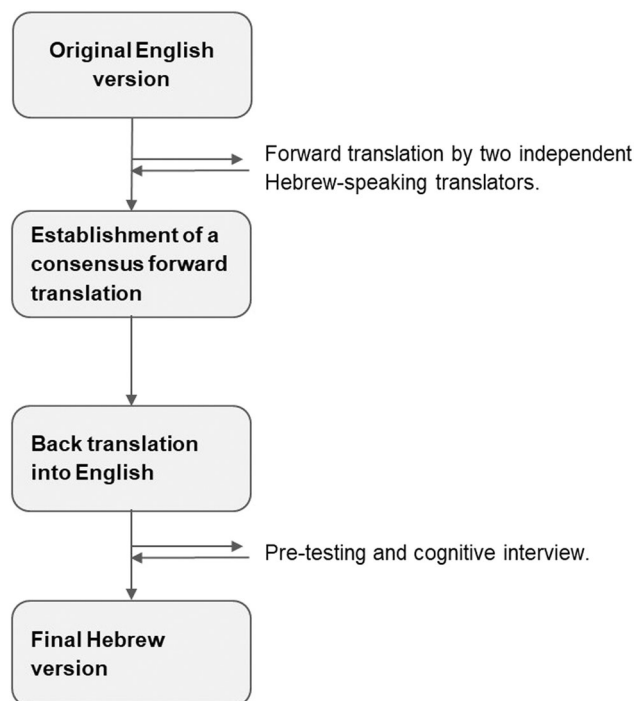 Original English
version
Forward translation by two independent
Hebrew-speaking translators.
Establishment of a
consensus forward
translation
Back translation
into English
Pre-testing and cognitive interview.
Final Hebrew
version